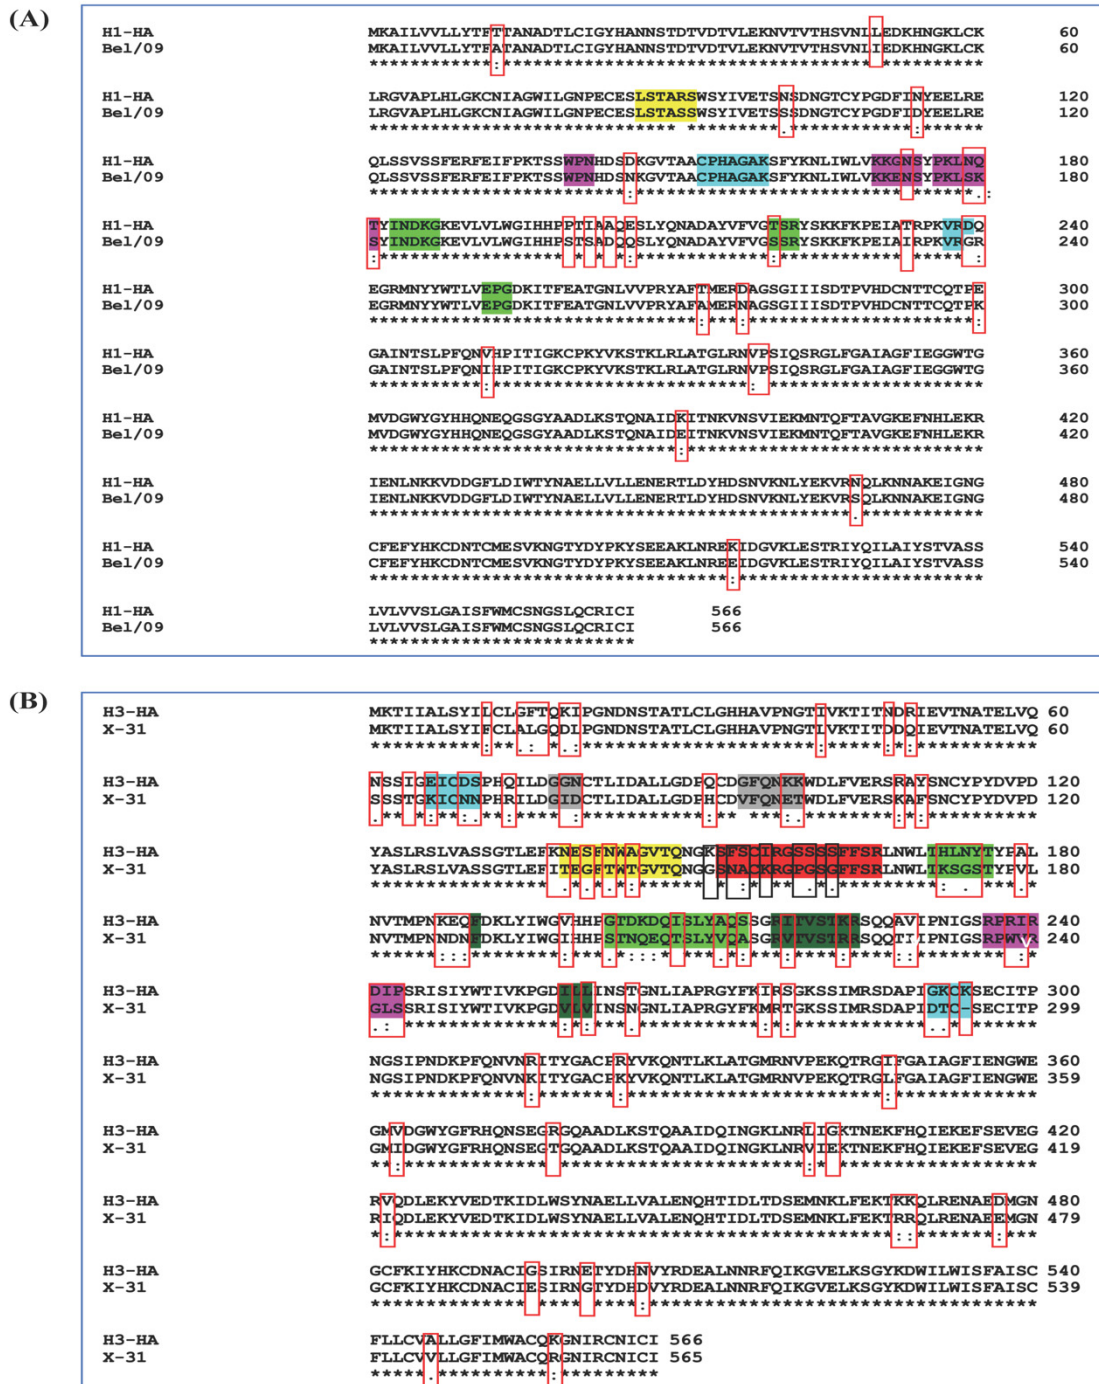 (A)
H1-HA MKAILVVLLYTFTTANADTLCIGYHANNSTDTVDTVLEKNVTVTHSVNLLEDKHNGKLCK 60
Bel/09 MKAILVVLLYTFATANADTLCIGYHANNSTDTVDTVLEKNVTVTHSVNLIEDKHNGKLCK 60
************:************************************:**********
H1-HA LRGVAPLHLGKCNIAGWILGNPECESLSTARSWSYIVETSNSDNGTCYPGDFINYEELRE 120
Bel/09 LRGVAPLHLGKCNIAGWILGNPECESLSTASSWSYIVETSSSDNGTCYPGDFIDYEELRE 120
****************************** *********.************:******
H1-HA QLSSVSSFERFEIFPKTSSWPNHDSDKGVTAACPHAGAKSFYKNLIWLVKKGNSYPKLNQ 180
Bel/09 QLSSVSSFERFEIFPKTSSWPNHDSNKGVTAACPHAGAKSFYKNLIWLVKKENSYPKLSK 180
*************************:************************* ******.:
H1-HA TYINDKGKEVLVLWGIHHPPTIAAQESLYQNADAYVFVGTSRYSKKFKPEIATRPKVRDQ 240
Bel/09 SYINDKGKEVLVLWGIHHPSTSADQQSLYQNADAYVFVGSSRYSKKFKPEIAIRPKVRGR 240
H1-HA EGRMNYYWTLVEPGDKITFEATGNLVVPRYAFTMERDAGSGIIISDTPVHDCNTTCQTPE 300
Bel/09 EGRMNYYWTLVEPGDKITFEATGNLVVPRYAFAMERNAGSGIIISDTPVHDCNTTCQTPK 300
********************************:***:**********************:
H1-HA GAINTSLPFQNVHPITIGKCPKYVKSTKLRLATGLRNVPSIQSRGLFGAIAGFIEGGWTG 360
Bel/09 GAINTSLPFQNIHPITIGKCPKYVKSTKLRLATGLRNVPSIQSRGLFGAIAGFIEGGWTG 360
H1-HA MVDGWYGYHHQNEQGSGYAADLKSTQNAIDKITNKVNSVIEKMNTQFTAVGKEFNHLEKR 420
Bel/09 MVDGWYGYHHQNEQGSGYAADLKSTQNAIDEITNKVNSVIEKMNTQFTAVGKEFNHLEKR 420
******************************:*****************************
H1-HA IENLNKKVDDGFLDIWTYNAELLVLLENERTLDYHDSNVKNLYEKVRNQLKNNAKEIGNG 480
Bel/09 IENLNKKVDDGFLDIWTYNAELLVLLENERTLDYHDSNVKNLYEKVRSQLKNNAKEIGNG 480
***********************************************.************
H1-HA CFEFYHKCDNTCMESVKNGTYDYPKYSEEAKLNREKIDGVKLESTRIYQILAIYSTVASS 540
Bel/09 CFEFYHKCDNTCMESVKNGTYDYPKYSEEAKLNREEIDGVKLESTRIYQILAIYSTVASS 540
***********************************:************************
H1-HA LVLVVSLGAISFWMCSNGSLQCRICI 566
Bel/09 LVLVVSLGAISFWMCSNGSLQCRICI 566
**************************
(B)
H3-HA MKTIIALSYILCLGFTQKIPGNDNSTATLCLGHHAVPNGTIVKTITNDRIEVTNATELVQ 60
X-31 MKTIIALSYIFCLALGQDLPGNDNSTATLCLGHHAVPNGTLVKTITDDQIEVTNATELVQ 60
H3-HA NSSIGEICDSPHQILDGGNCTLIDALLGDPQCDGFQNKKWDLFVERSRAYSNCYPYDVPD 120
X-31 SSSTGKICNNPHRILDGIDCTLIDALLGDPHCDVFQNETWDLFVERSKAFSNCYPYDVPD 120
H3-HA YASLRSLVASSGTLEFKNESFNWAGVTQNGKSFSCIRGSSSSFFSRLNWLTHLNYTYPAL 180
X-31 YASLRSLVASSGTLEFITEGFTWTGVTQNGGSNACKRGPGSGFFSRLNWLTKSGSTYPVL 180
H3-HA NVTMPNKEQFDKLYIWGVHHPGTDKDQISLYAQSSGRITVSTKRSQQAVIPNIGSRPRIR 240
X-31 NVTMPNNDNFDKLYIWGIHHPSTNQEQTSLYVQASGRVTVSTRRSQQTIIPNIGSRPWVR 240
H3-HA DIPSRISIYWTIVKPGDILLINSTGNLIAPRGYFKIRSGKSSIMRSDAPIGKCKSECITP 300
X-31 GLSSRISIYWTIVKPGDVLVINSNGNLIAPRGYFKMRTGKSSIMRSDAPIDTC-SECITP 299
H3-HA NGSIPNDKPFQNVNRITYGACPRYVKQNTLKLATGMRNVPEKQTRGIFGAIAGFIENGWE 360
X-31 NGSIPNDKPFQNVNKITYGACPKYVKQNTLKLATGMRNVPEKQTRGLFGAIAGFIENGWE 359
H3-HA GMVDGWYGFRHQNSEGRGQAADLKSTQAAIDQINGKLNRLIGKTNEKFHQIEKEFSEVEG 420
X-31 GMIDGWYGFRHQNSEGTGQAADLKSTQAAIDQINGKLNRVIEKTNEKFHQIEKEFSEVEG 419
H3-HA RVQDLEKYVEDTKIDLWSYNAELLVALENQHTIDLTDSEMNKLFEKTKKQLRENAEDMGN 480
X-31 RIQDLEKYVEDTKIDLWSYNAELLVALENQHTIDLTDSEMNKLFEKTRRQLRENAEEMGN 479
H3-HA GCFKIYHKCDNACIGSIRNETYDHNVYRDEALNNRFQIKGVELKSGYKDWILWISFAISC 540
X-31 GCFKIYHKCDNACIESIRNGTYDHDVYRDEALNNRFQIKGVELKSGYKDWILWISFAISC 539
H3-HA FLLCVALLGFIMWACQKGNIRCNICI 566
X-31 FLLCVVLLGFIMWACQRGNIRCNICI 565
*****.**********:*********